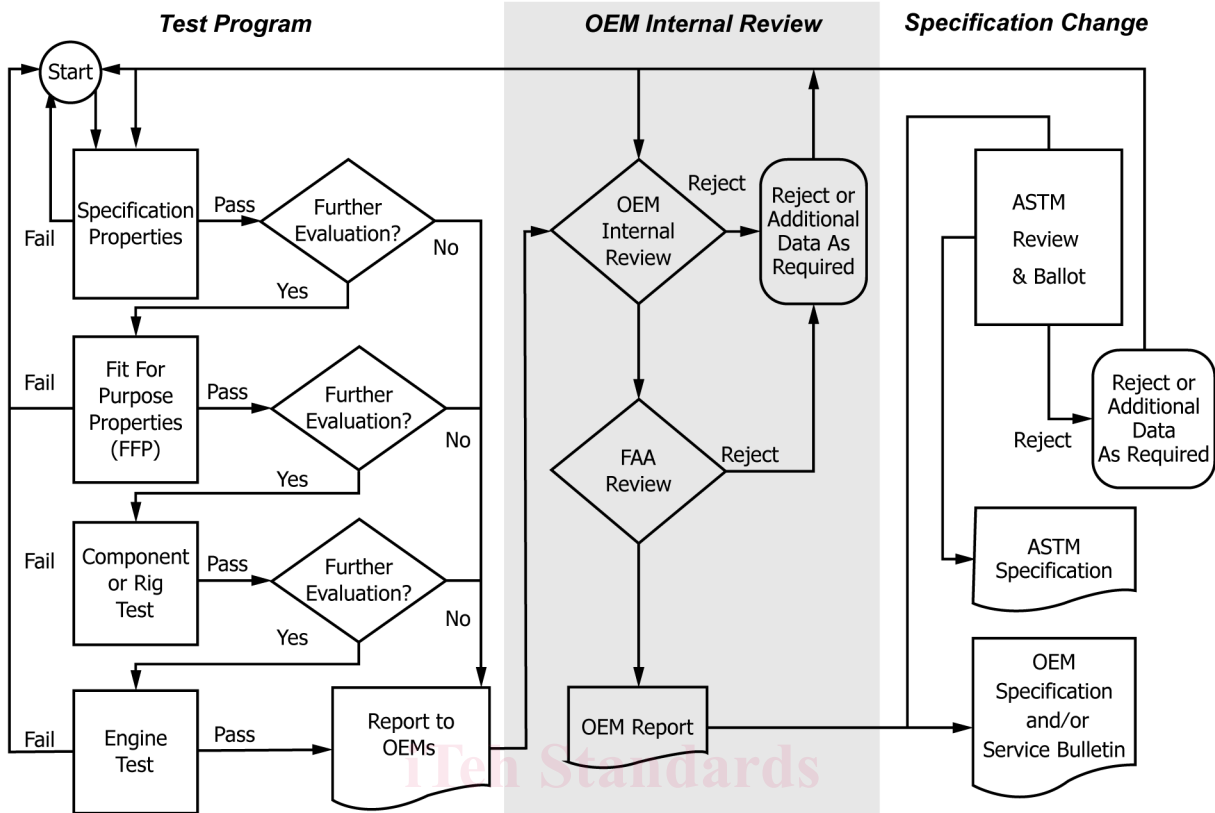 Test Program
OEM Internal Review
Specification Change
Start
Specification
Properties
Fail
Pass
Further
Evaluation?
No
Yes
Fit For
Purpose
Properties
(FFP)
Fail
Pass
Further
Evaluation?
No
Yes
Component
or Rig
Test
Fail
Pass
Further
Evaluation?
No
Yes
Engine
Test
Fail
Pass
Report to
OEMs
OEM
Internal
Review
Reject
Reject or
Additional
Data As
Required
FAA
Review
Reject
OEM Report
ASTM
Review
& Ballot
Reject
Reject or
Additional
Data
As Required
ASTM
Specification
OEM
Specification
and/or
Service Bulletin
iTeh Standards